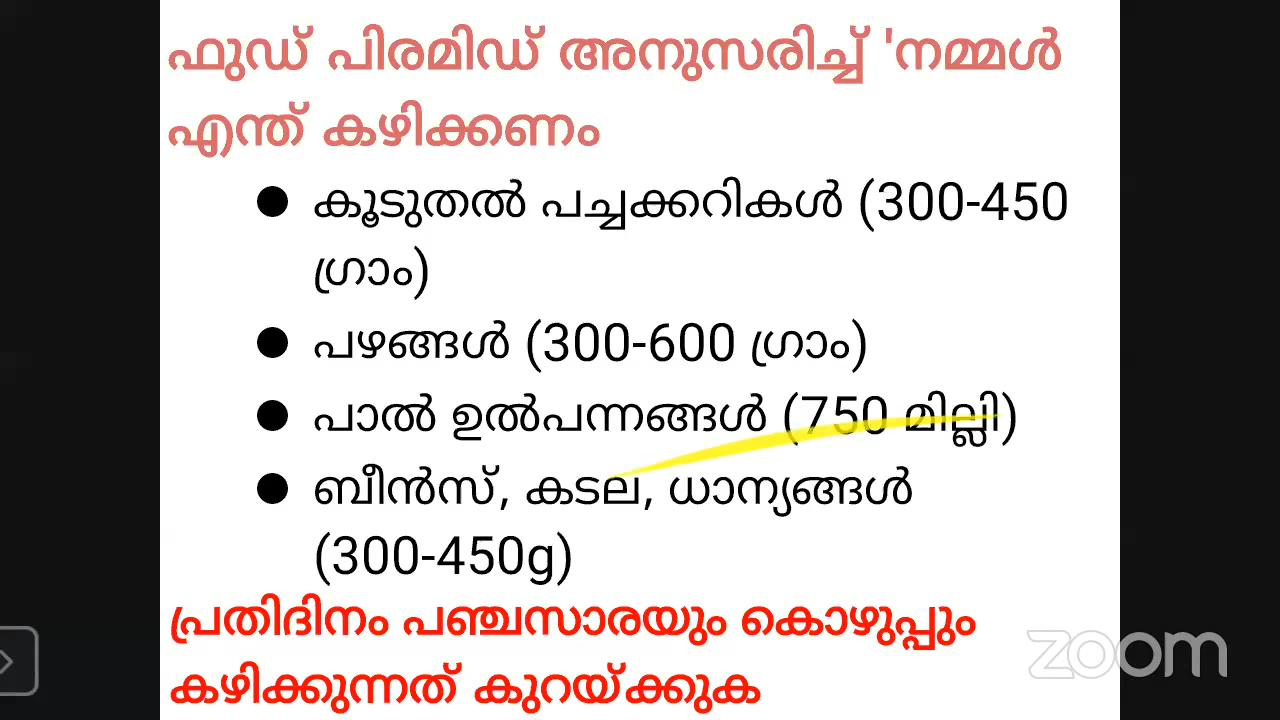 ഫുഡ് പിരമിഡ് അനുസരിച്ച് 'നമ്മൾ
എന്ത് കഴിക്കണം
● കൂടുതൽ പച്ചക്കറികൾ (300-450
ഗ്രാം)
● പഴങ്ങൾ (300-600 ഗ്രാം)
● പാൽ ഉൽപന്നങ്ങൾ (750 മില്ലി)
● ബീൻസ്, കടല, ധാന്യങ്ങൾ
(300-450g)
പ്രതിദിനം പഞ്ചസാരയും കൊഴുപ്പും
കഴിക്കുന്നത് കുറയ്ക്കുക
zoom